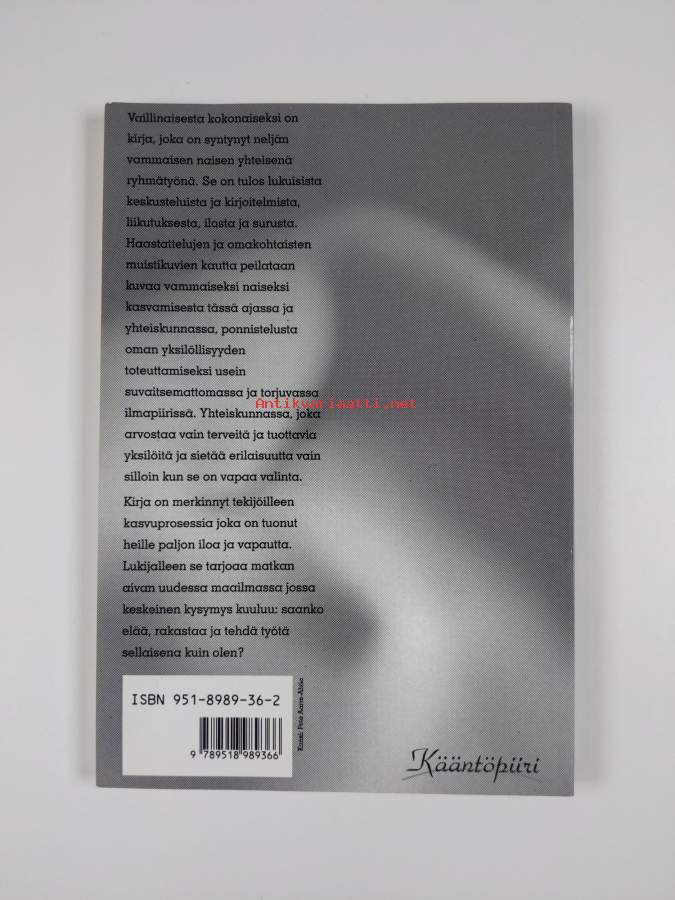 Vaillinaisesta kokonaiseksi on
kirja, joka on syntynyt neljän
vammaisen naisen yhteisenä
ryhmätyönä. Se on tulos lukuisista
keskusteluista ja kirjoitelmista,
liikutuksesta, ilosta ja surusta.
Haastattelujen ja omakohtaisten
muistikuvien kautta peilataan
kuvaa vammaiseksi naiseksi
kasvamisesta tässä ajassa ja
yhteiskunnassa, ponnistelusta
oman yksilöllisyyden
toteuttamiseksi usein
suvaitsemattomassa ja torjuvassa
Antikvariaatti.net
ilmapiirissä. Yhteiskunnassa, joka
arvostaa vain terveitä ja tuottavia
yksilöitä ja sietää erilaisuutta vain
silloin kun se on vapaa valinta.
Kirja on merkinnyt tekijöilleen
kasvuprosessia joka on tuonut
heille paljon iloa ja vapautta.
Lukijalleen se tarjoaa matkan
aivan uudessa maailmassa jossa
keskeinen kysymys kuuluu: saanko
elää, rakastaa ja tehdä työtä
sellaisena kuin olen?
ISBN 951-8989-36-2
9 789518 989366
Kansi: Pete Aarre-Ahtio
Kääntöpiiri